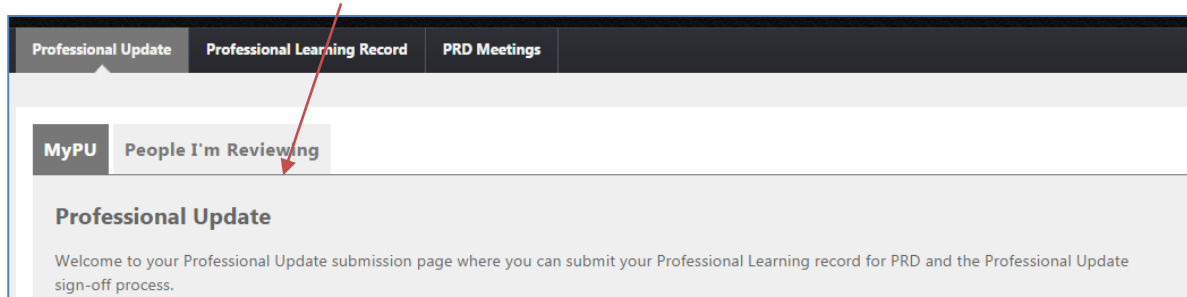 Professional Update Professional Learning Record PRD Meetings
MyPU People I'm Reviewing
Professional Update
Welcome to your Professional Update submission page where you can submit your Professional Learning record for PRD and the Professional Update
sign-off process.